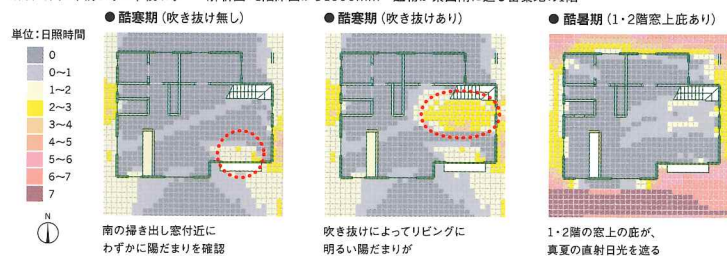 ●酷寒期(吹き抜け無し)
●酷寒期(吹き抜けあり)
●酷暑期(1・2階窓上庇あり)
単位:日照時間
0
0~1
1~2
2~3
3~4
4~5
5~6
6~7
7
N
南の掃き出し窓付近に
わずかに陽だまりを確認
吹き抜けによってリビングに
明るい陽だまりが
1・2階の窓上の庇が、
真夏の直射日光を遮る